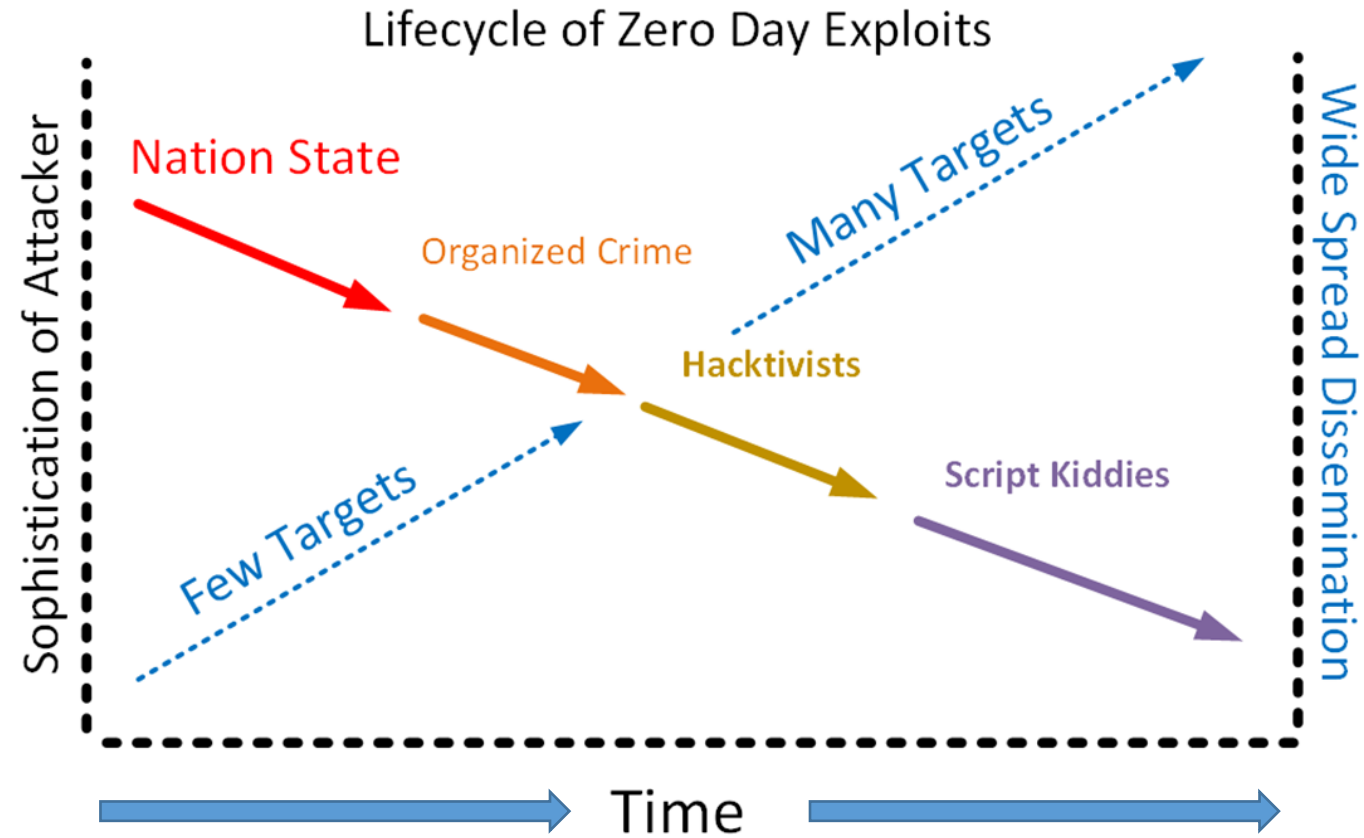 Lifecycle of Zero Day Exploits
Sophistication of Attacker
Nation State
Organized Crime
Many Targets
Hacktivists
Few Targets
Script Kiddies
Wide Spread Dissemination
Time